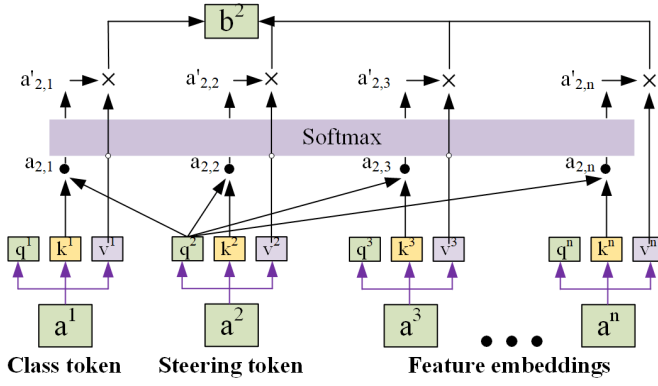 b²
a'₂,₁ × a'₂,₂ × a'₂,₃ × a'₂,ₙ ×
Softmax
a₂,₁ a₂,₂ a₂,₃ a₂,ₙ
q¹ k¹ v¹ q² k² v² q³ k³ v³ qⁿ kⁿ vⁿ
a¹ a² a³ aⁿ
Class token Steering token Feature embeddings